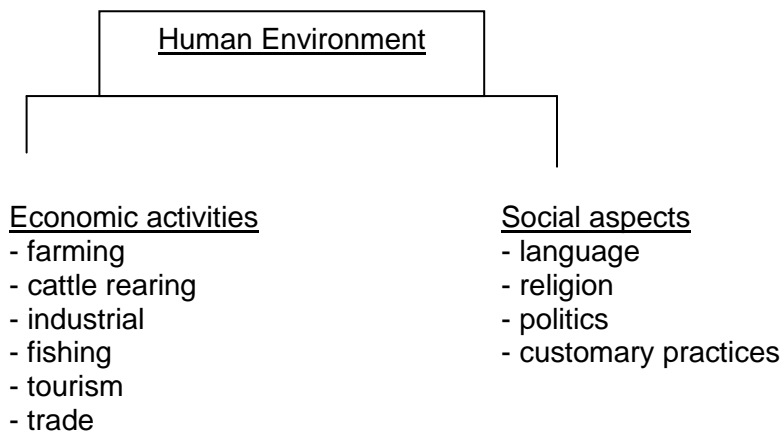 Human Environment
Economic activities
- farming
- cattle rearing
- industrial
- fishing
- tourism
- trade
Social aspects
- language
- religion
- politics
- customary practices